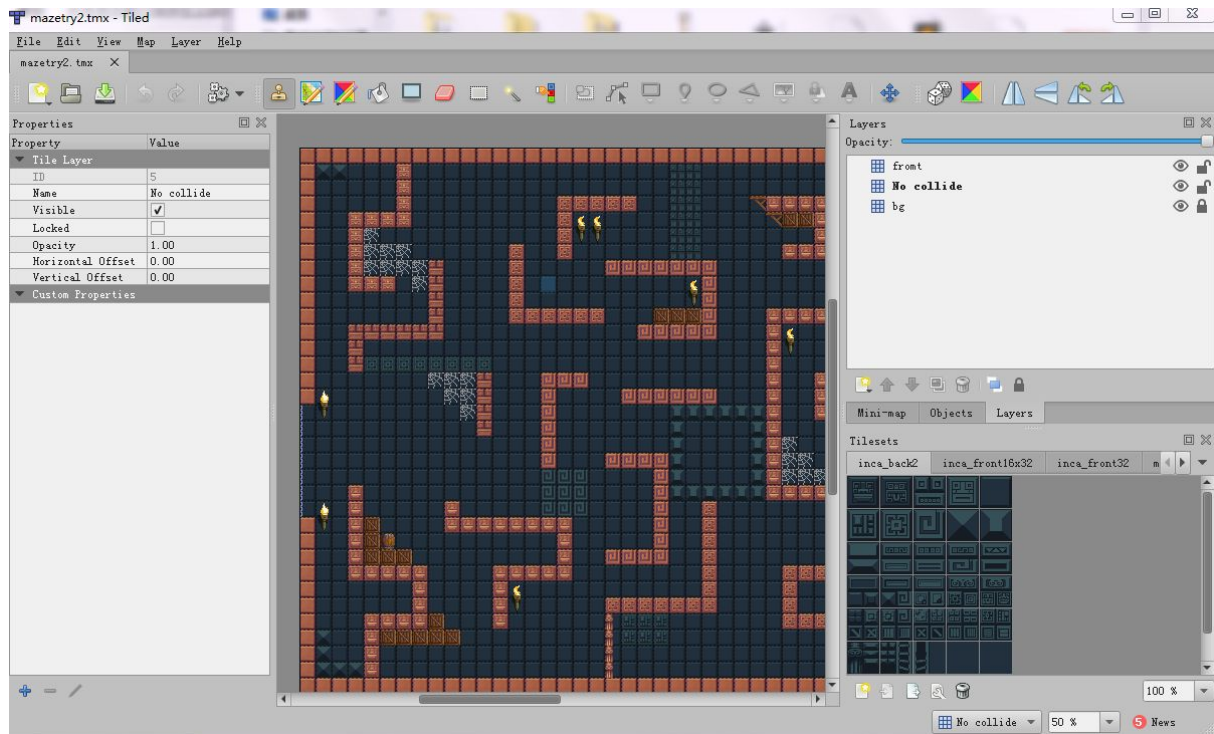 mazetry2.tmx - Tiled
File Edit View Map Layer Help
mazetry2.tmx
Properties
Property Value
Tile Layer
ID 5
Name No collide
Visible
Locked
Opacity 1.00
Horizontal Offset 0.00
Vertical Offset 0.00
Custom Properties
Layers
Opacity:
front
No collide
bg
Mini-map Objects Layers
Tilesets
inca_back2 inca_front16x32 inca_front32 m
100 %
No collide 50 % 5 News